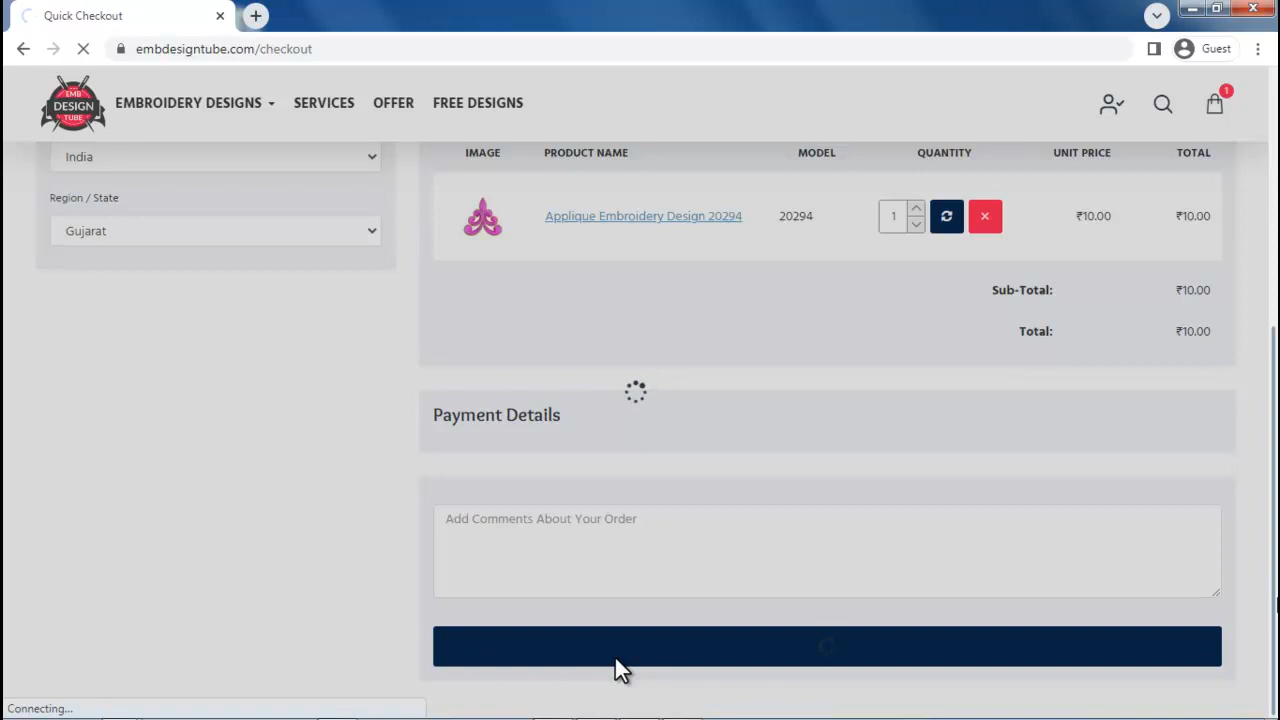 Quick Checkout
embdesigntube.com/checkout
Guest
EMB
DESIGN
TUBE
EMBROIDERY DESIGNS
SERVICES
OFFER
FREE DESIGNS
1
India
Region / State
Gujarat
IMAGE PRODUCT NAME MODEL QUANTITY UNIT PRICE TOTAL
Applique Embroidery Design 20294 20294 1 ₹10.00 ₹10.00
Sub-Total: ₹10.00
Total: ₹10.00
Payment Details
Add Comments About Your Order
Connecting...